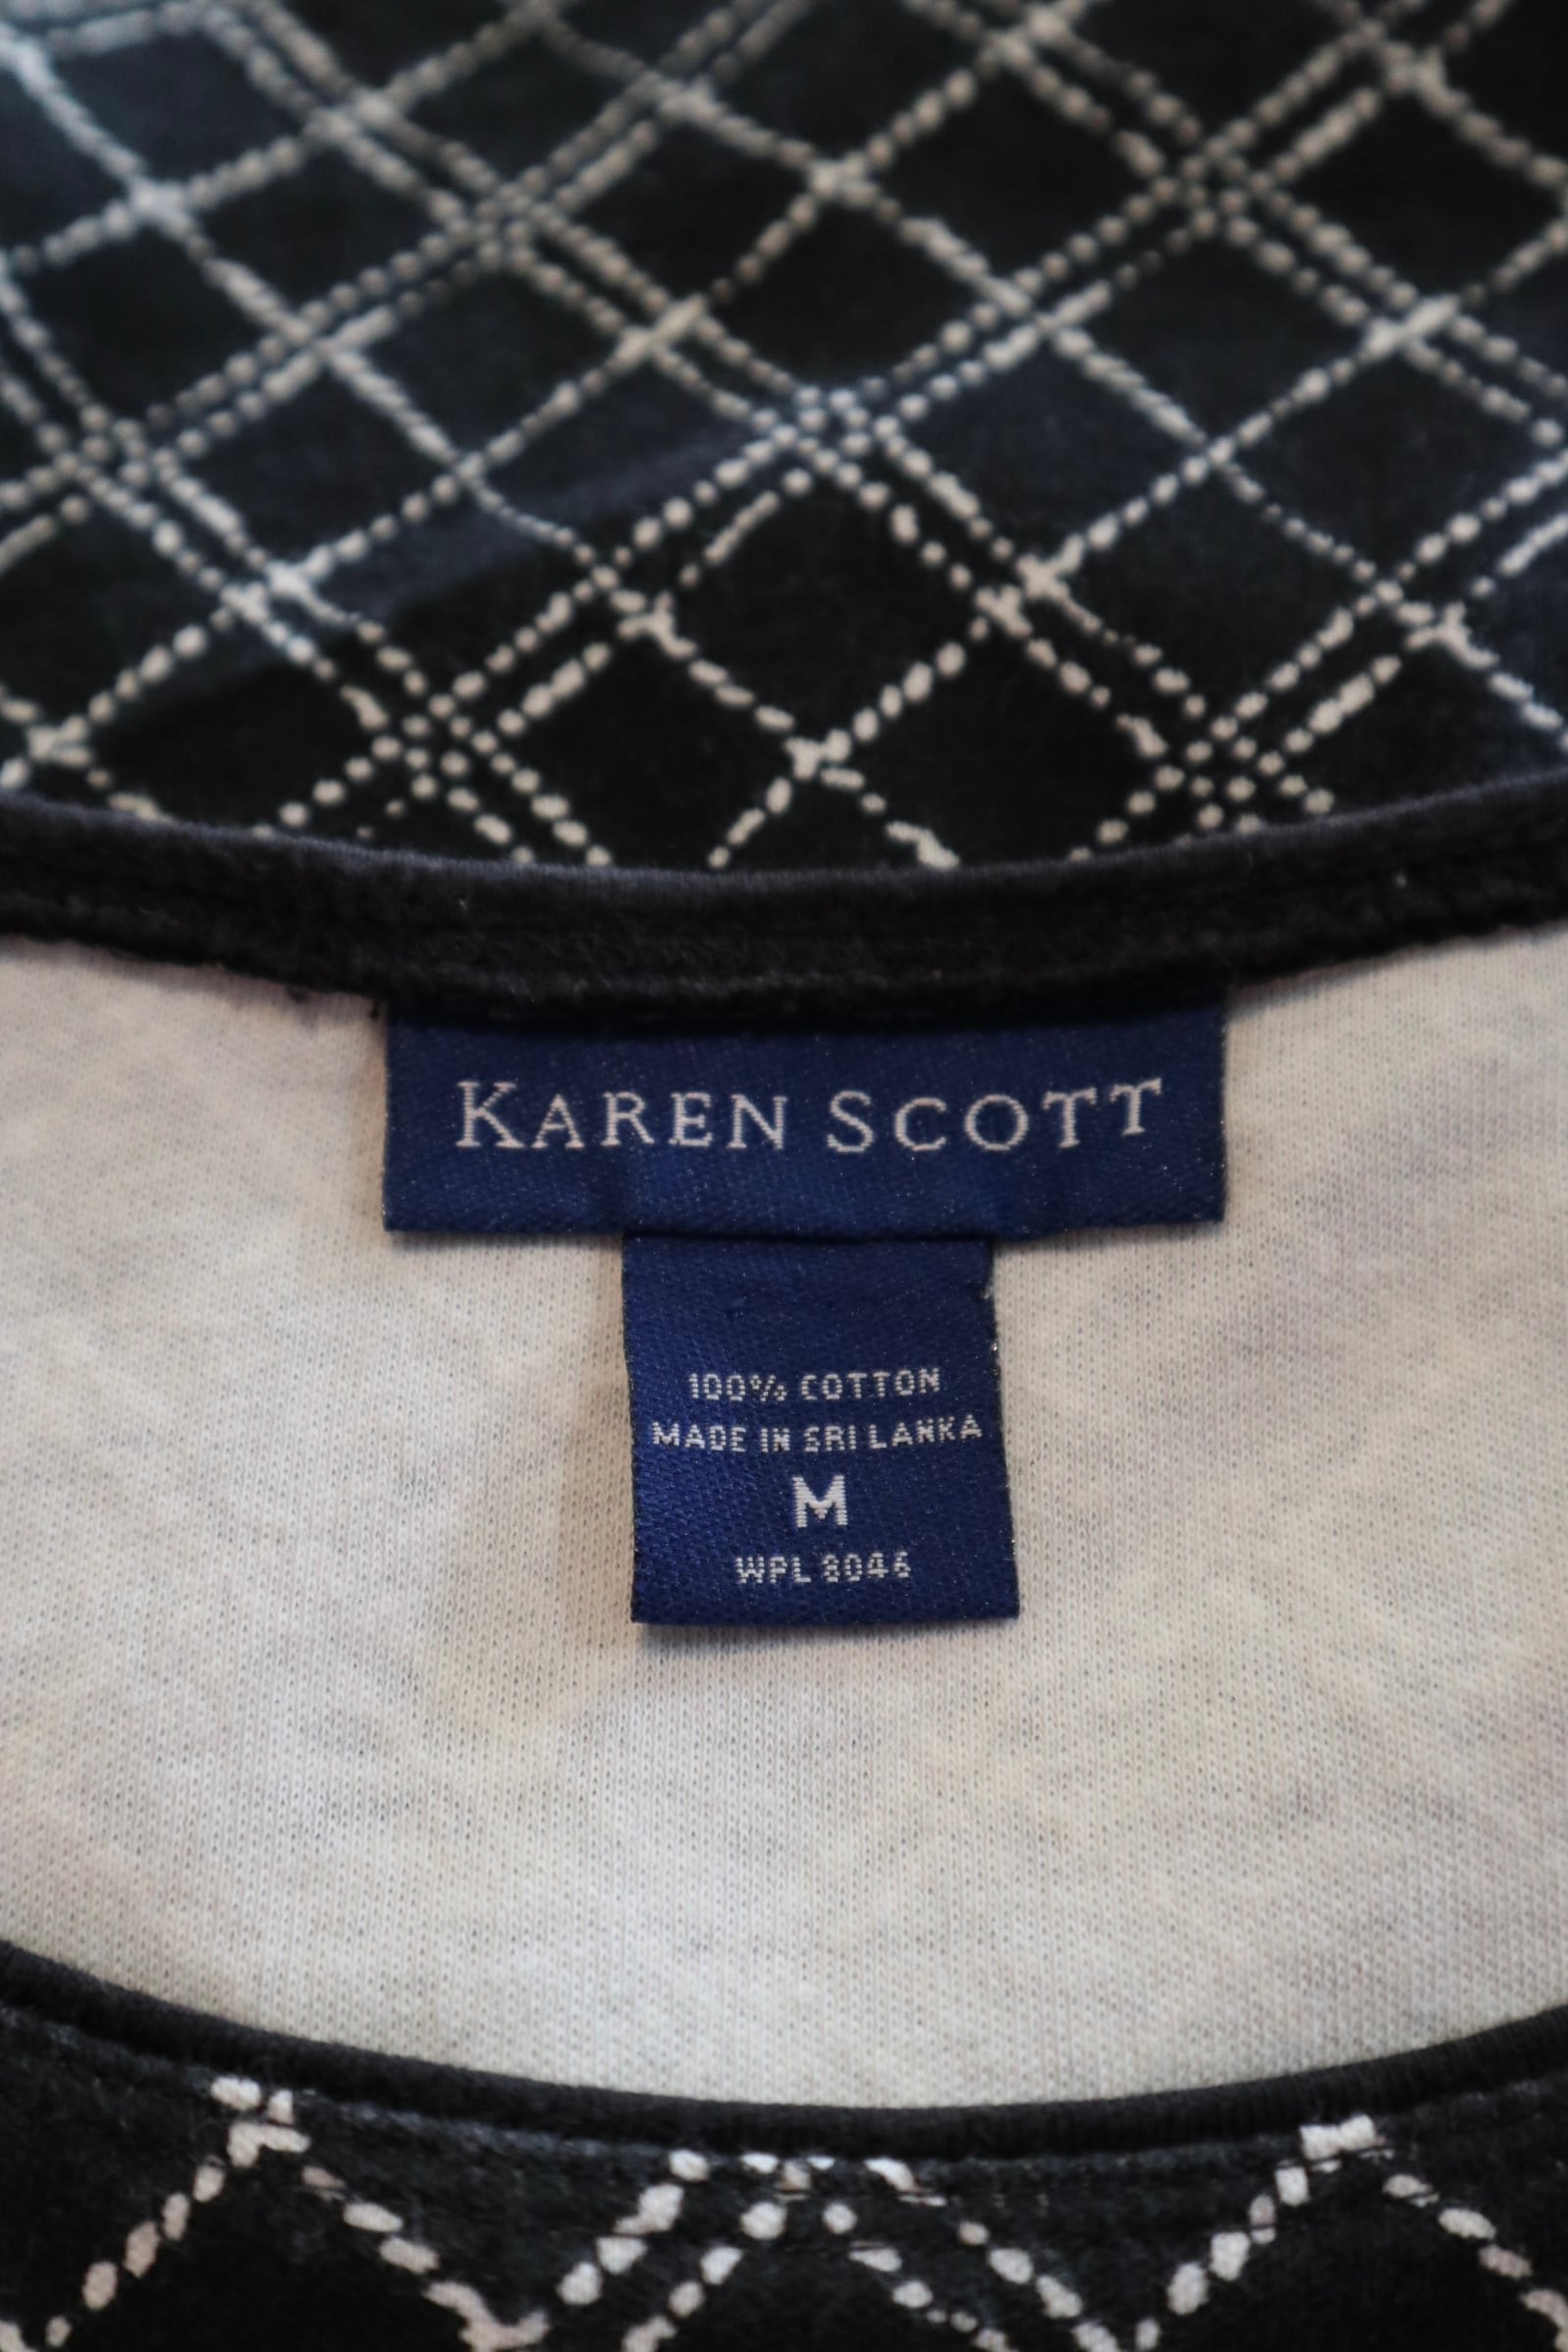 KAREN SCOTT
100% COTTON
MADE IN SRI LANKA
M
WPL 8046